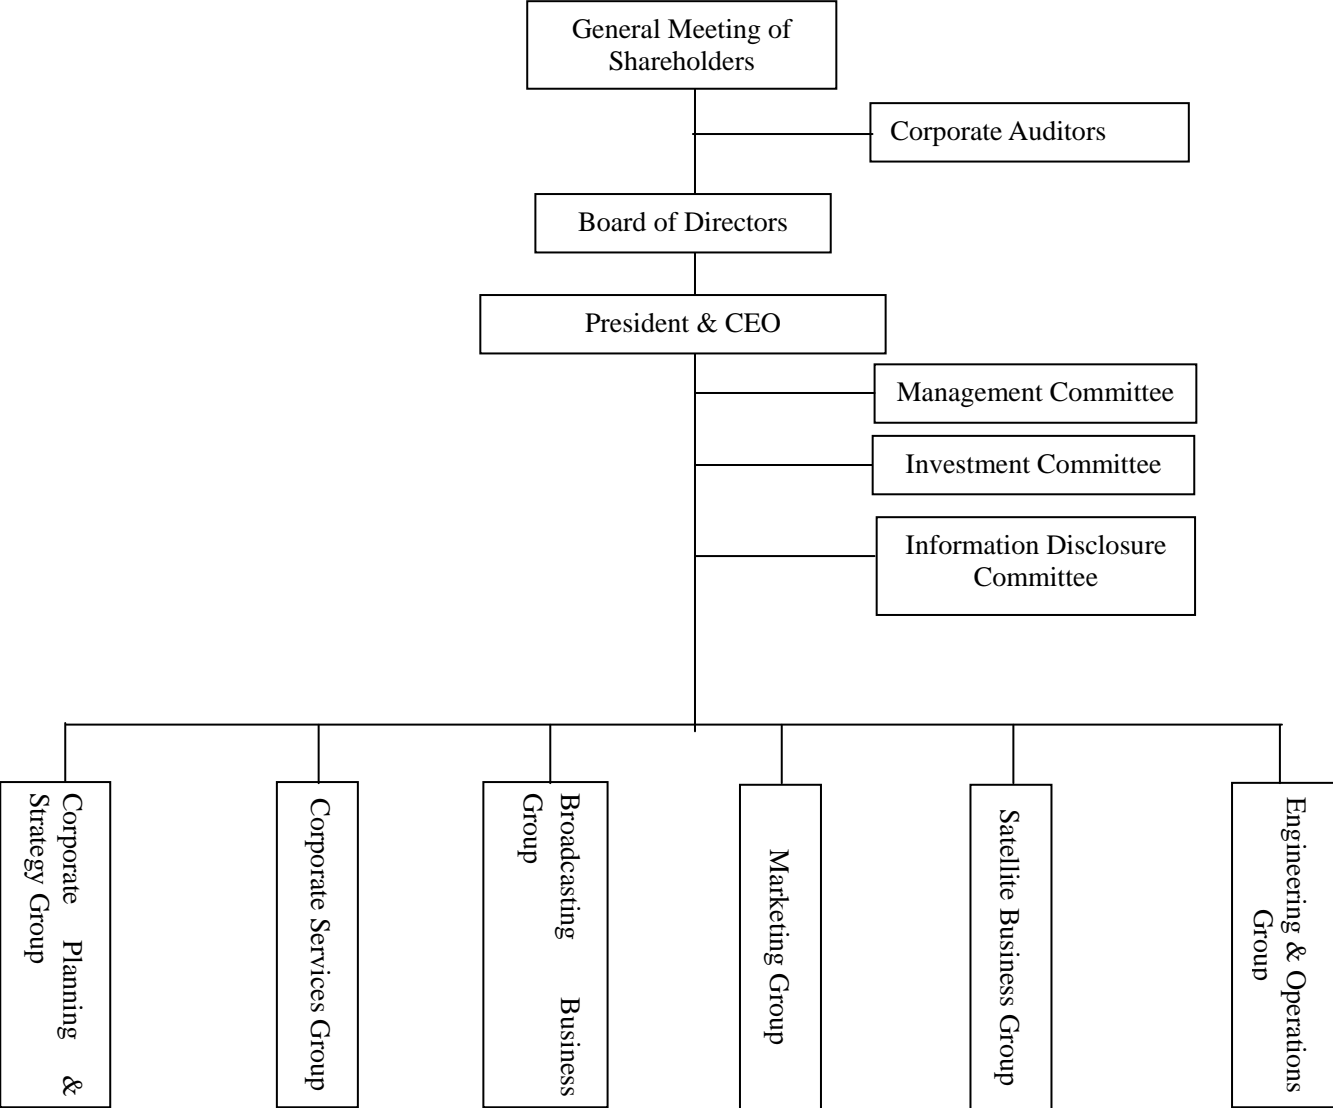 General Meeting of
Shareholders
Corporate Auditors
Board of Directors
President & CEO
Management Committee
Investment Committee
Information Disclosure
Committee
Corporate Planning &
Strategy Group
Corporate Services Group
Broadcasting Business
Group
Marketing Group
Satellite Business Group
Engineering & Operations
Group